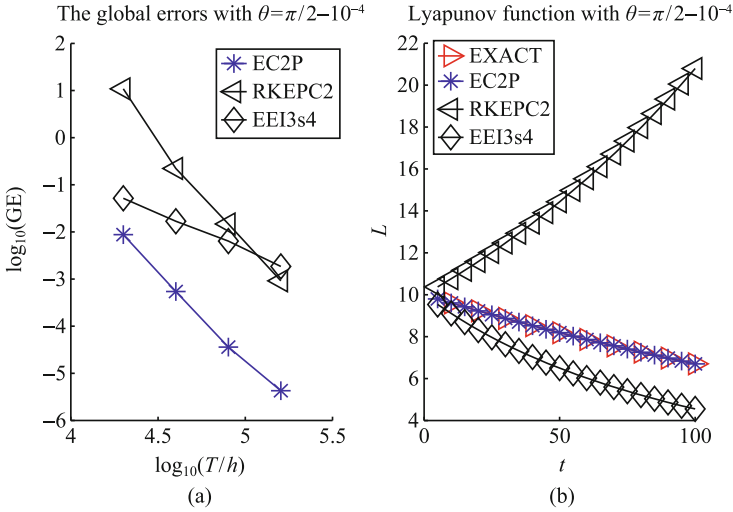 The global errors with θ=π/2−10⁻⁴
2
1
0
−1
−2
−3
−4
−5
−6
log₁₀(GE)
EC2P
RKEPC2
EEI3s4
4
4.5
5
5.5
log₁₀(T/h)
(a)
Lyapunov function with θ=π/2−10⁻⁴
22
20
18
16
14
12
10
8
6
4
L
EXACT
EC2P
RKEPC2
EEI3s4
0
50
100
t
(b)